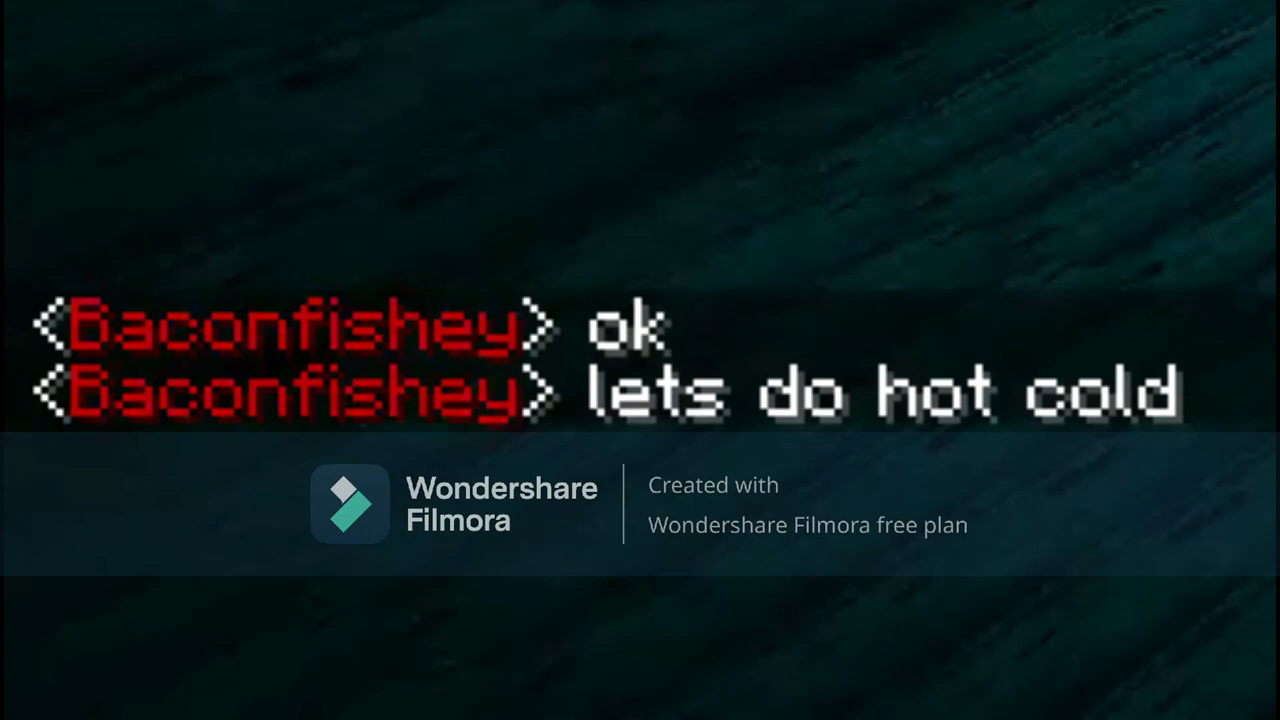 <Baconfishey> ok
<Baconfishey> lets do hot cold
Wondershare
Filmora
Created with
Wondershare Filmora free plan